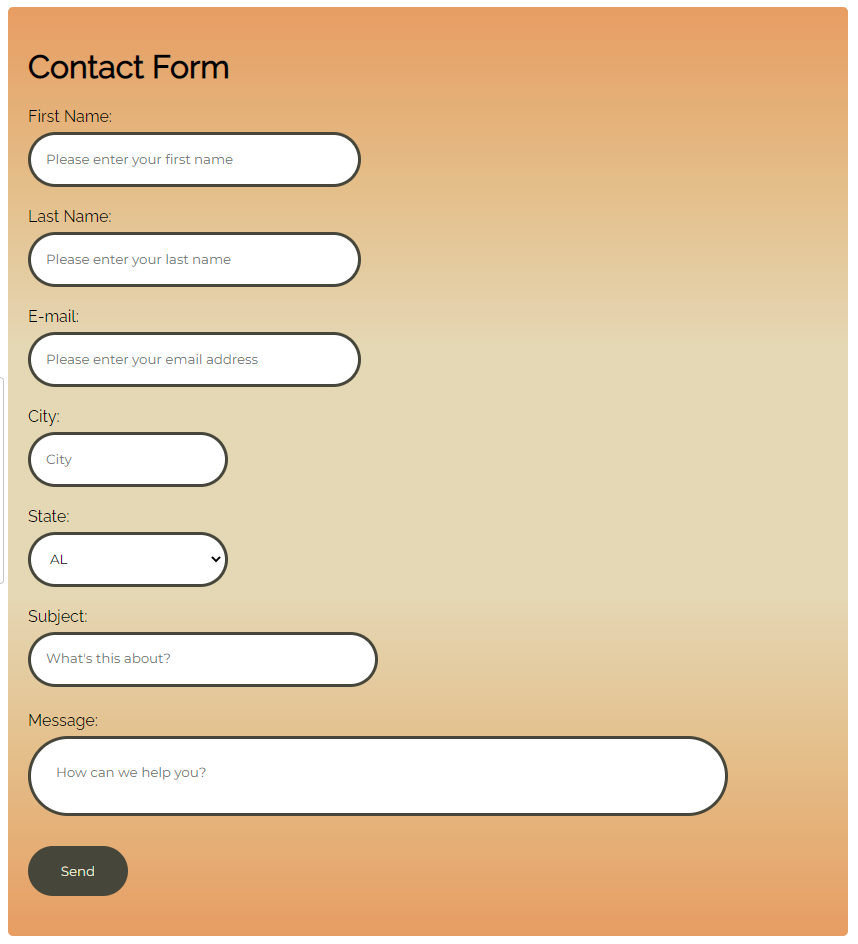 Contact Form
First Name:
Please enter your first name
Last Name:
Please enter your last name
E-mail:
Please enter your email address
City:
City
State:
AL
Subject:
What's this about?
Message:
How can we help you?
Send